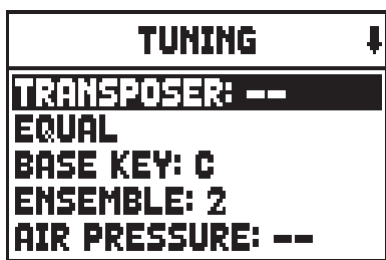 TUNING
TRANSPOSER: --
EQUAL
BASE KEY: C
ENSEMBLE: 2
AIR PRESSURE: --